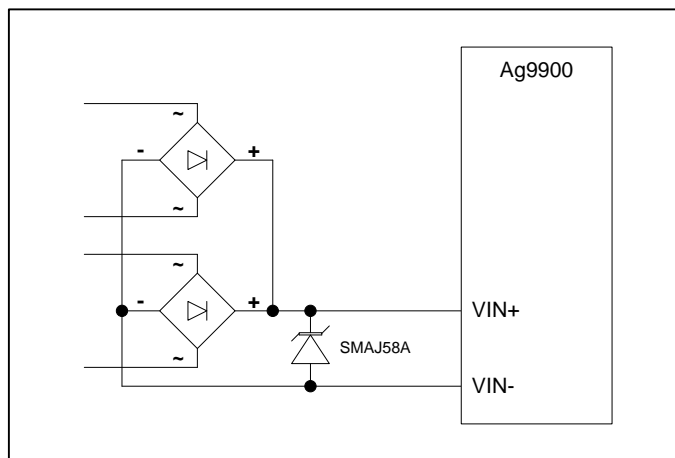 Ag9900
~
- +
~
~
- +
~
VIN+
SMAJ58A
VIN-